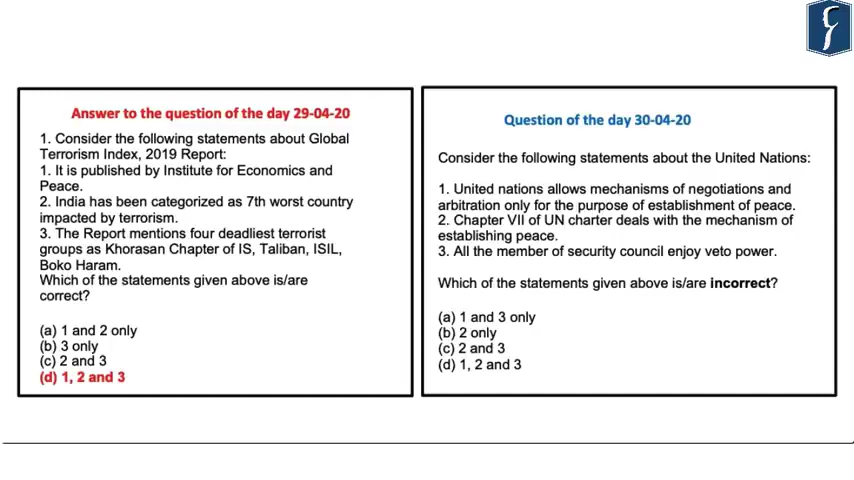 Answer to the question of the day 29-04-20
1. Consider the following statements about Global
Terrorism Index, 2019 Report:
1. It is published by Institute for Economics and
Peace.
2. India has been categorized as 7th worst country
impacted by terrorism.
3. The Report mentions four deadliest terrorist
groups as Khorasan Chapter of IS, Taliban, ISIL,
Boko Haram.
Which of the statements given above is/are
correct?
(a) 1 and 2 only
(b) 3 only
(c) 2 and 3
(d) 1, 2 and 3
Question of the day 30-04-20
Consider the following statements about the United Nations:
1. United nations allows mechanisms of negotiations and
arbitration only for the purpose of establishment of peace.
2. Chapter VII of UN charter deals with the mechanism of
establishing peace.
3. All the member of security council enjoy veto power.
Which of the statements given above is/are incorrect?
(a) 1 and 3 only
(b) 2 only
(c) 2 and 3
(d) 1, 2 and 3